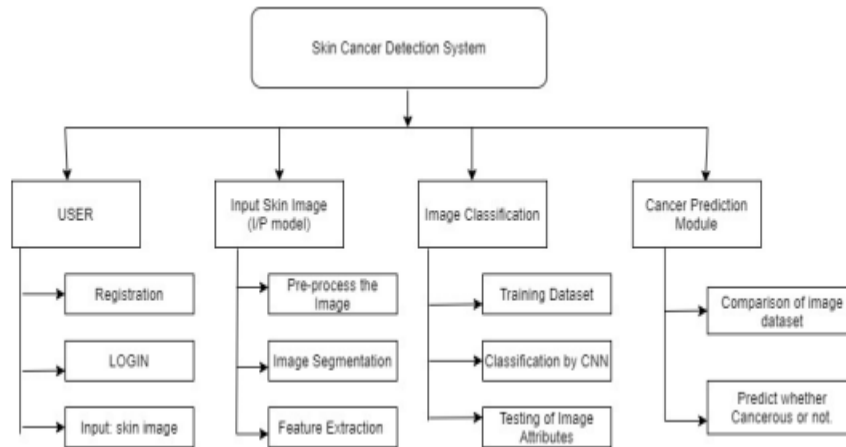 Skin Cancer Detection System
USER
Input Skin Image
(I/P model)
Image Classification
Cancer Prediction
Module
Registration
LOGIN
Input: skin image
Pre-process the
Image
Image Segmentation
Feature Extraction
Training Dataset
Classification by CNN
Testing of Image
Attributes
Comparison of image
dataset
Predict whether
Cancerous or not.